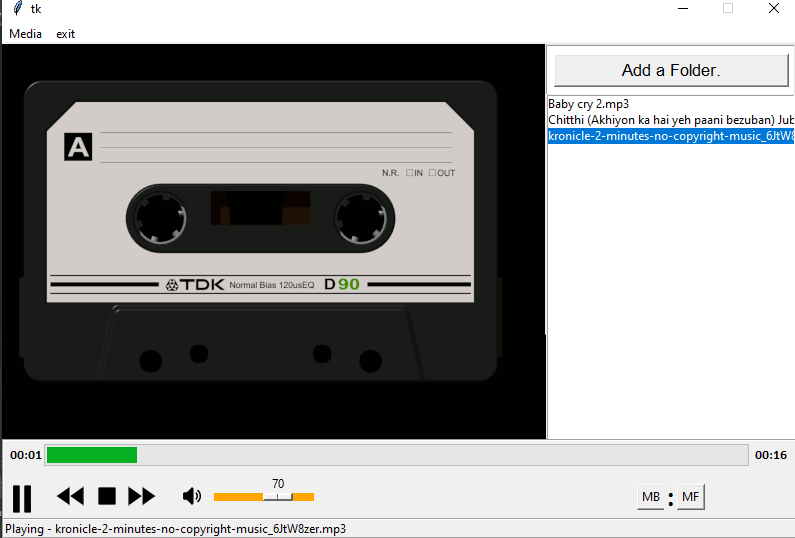 tk
Media exit
Add a Folder.
Baby cry 2.mp3
Chitthi (Akhiyon ka hai yeh paani bezuban) Jub
kronicle-2-minutes-no-copyright-music_6JtW8
A
N.R. IN OUT
TDK Normal Bias 120usEQ D90
00:01 00:16
70
MB : MF
Playing - kronicle-2-minutes-no-copyright-music_6JtW8zer.mp3